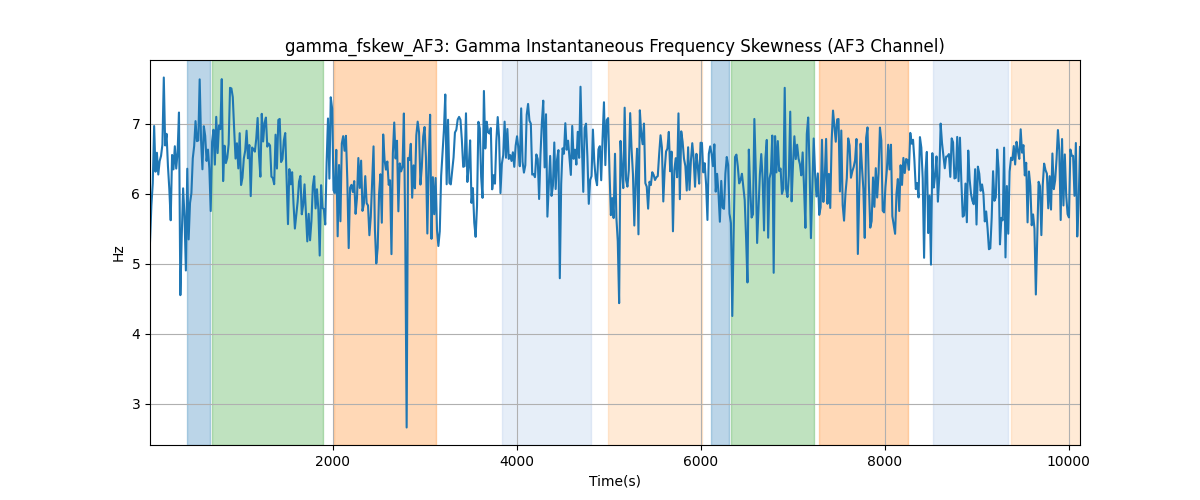 gamma_fskew_AF3: Gamma Instantaneous Frequency Skewness (AF3 Channel)
7
6
5
4
3
Hz
2000 4000 6000 8000 10000
Time(s)